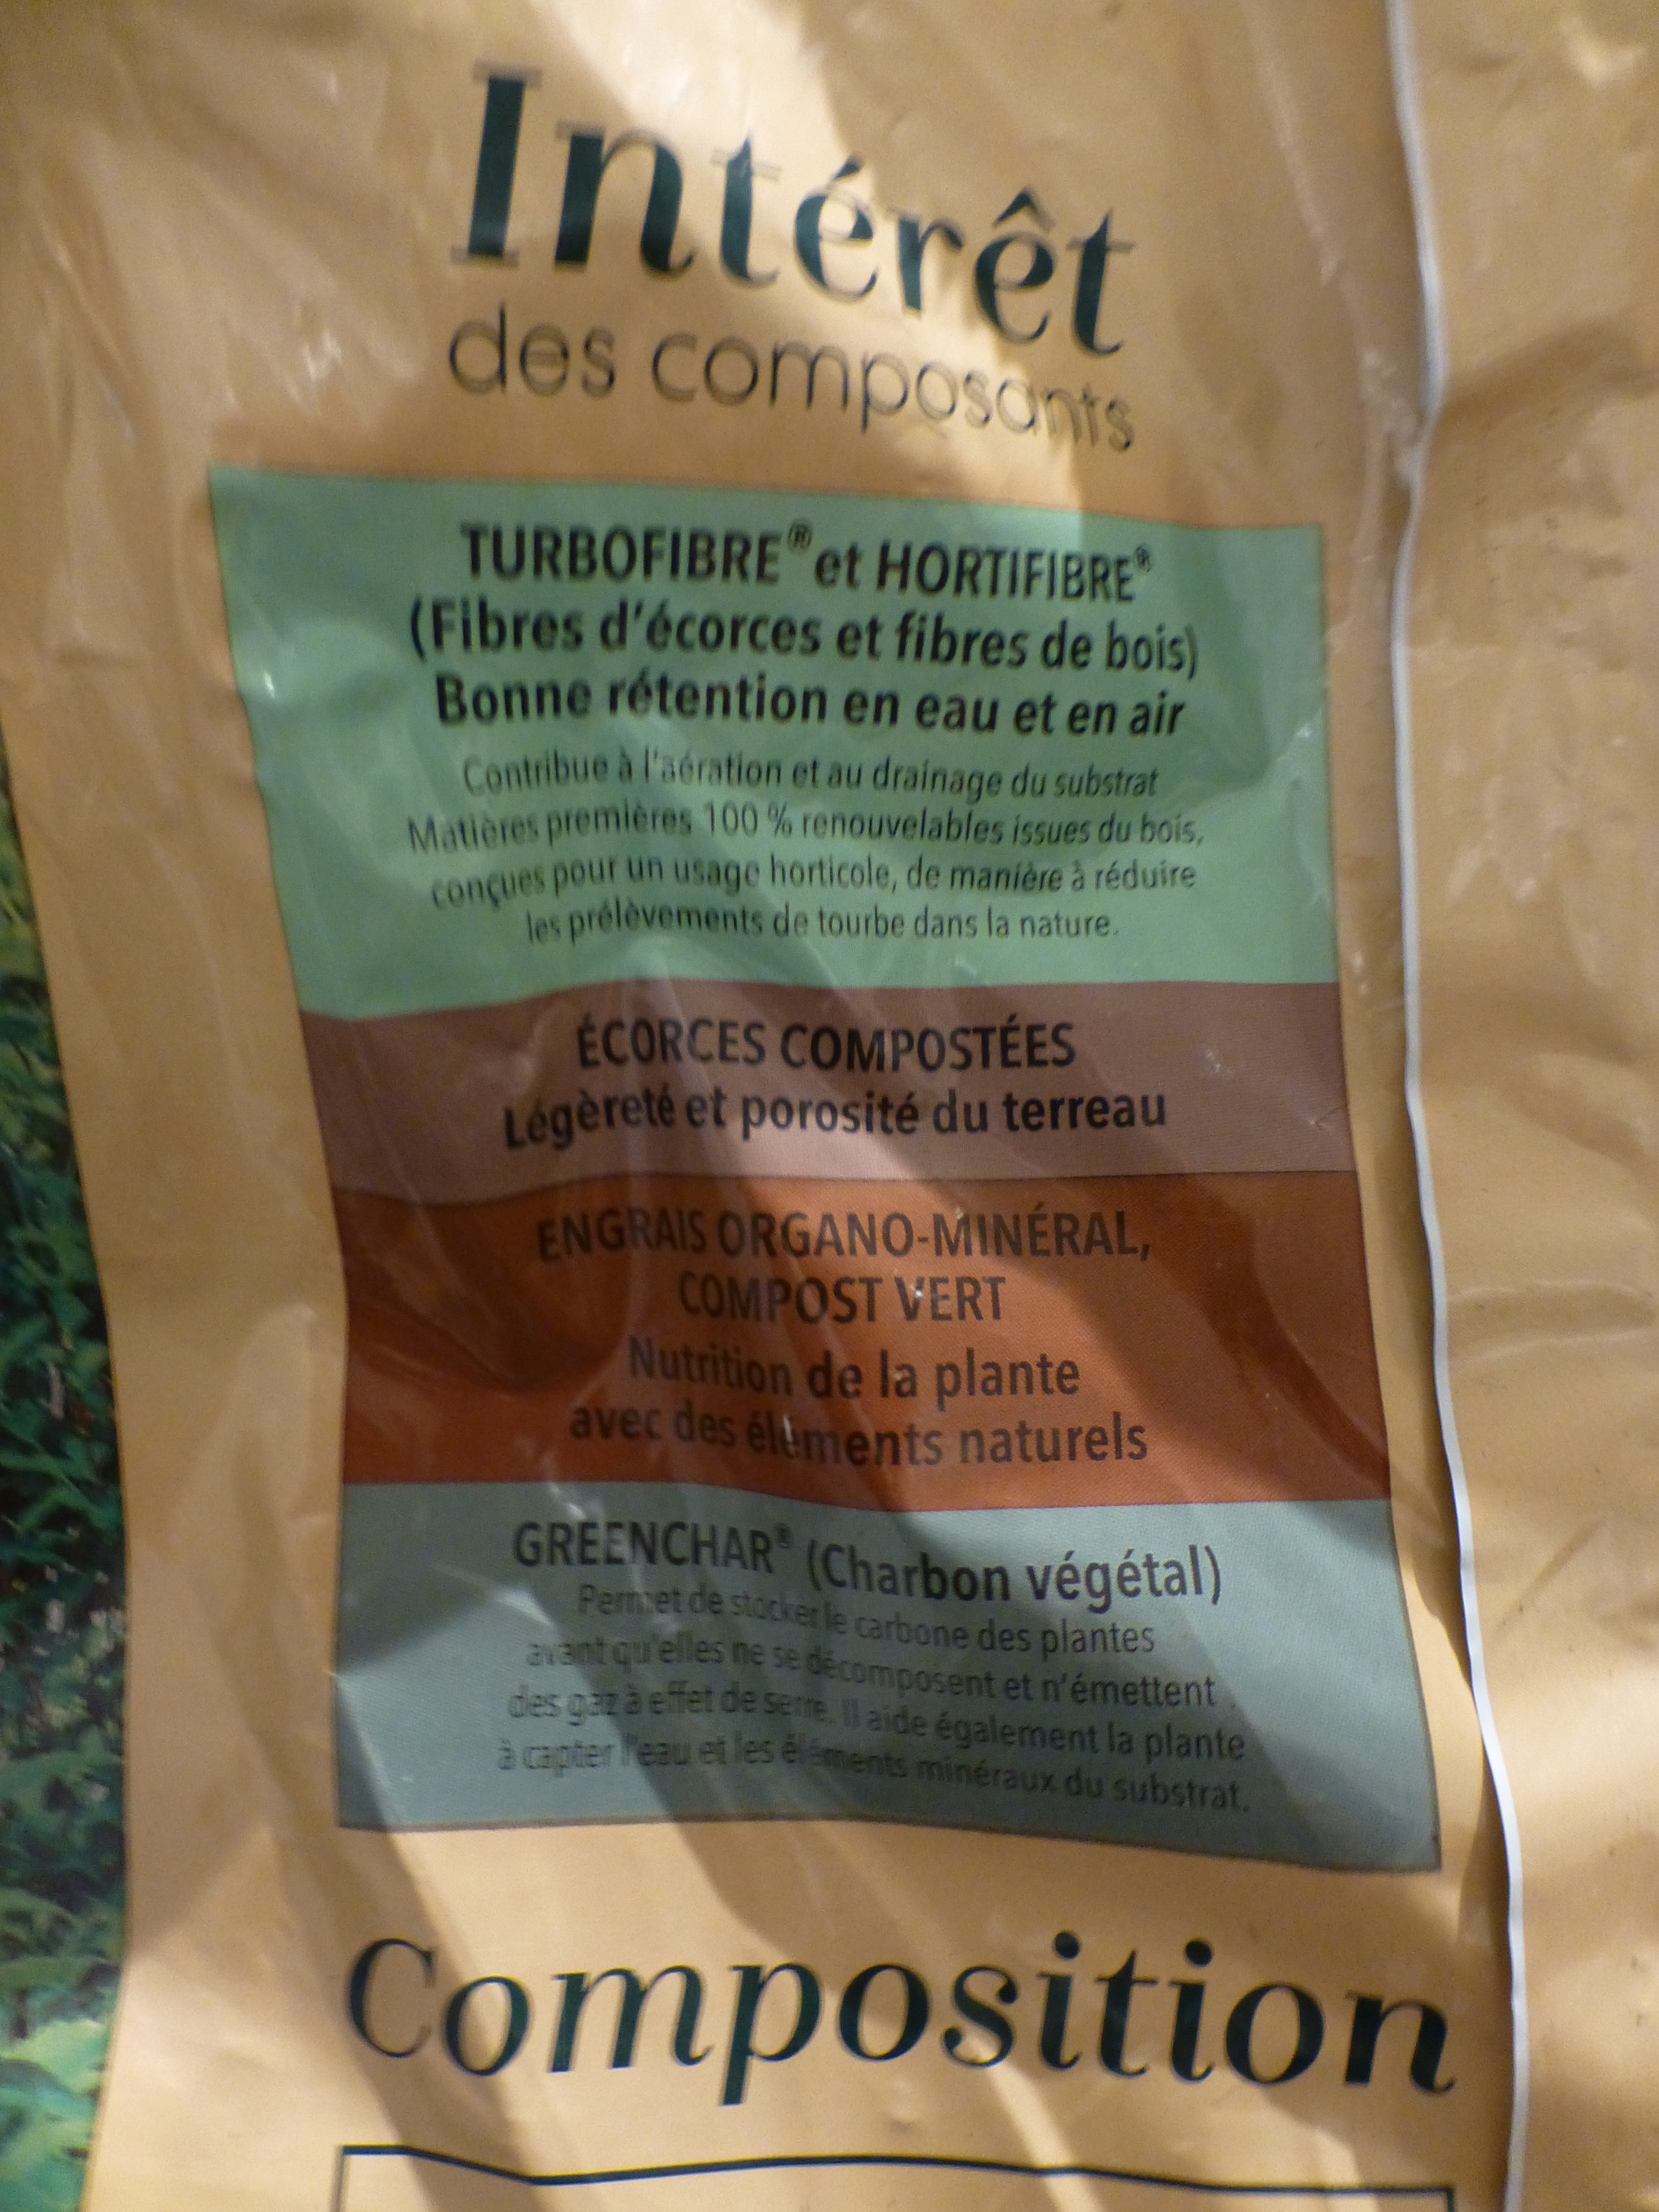 Intérêt
des composants
TURBOFIBRE® et HORTIFIBRE®
(Fibres d'écorces et fibres de bois)
Bonne rétention en eau et en air
Contribue à l'aération et au drainage du substrat
Matières premières 100 % renouvelables issues du bois,
conçues pour un usage horticole, de manière à réduire
les prélèvements de tourbe dans la nature.
ÉCORCES COMPOSTÉES
Légèreté et porosité du terreau
ENGRAIS ORGANO-MINÉRAL,
COMPOST VERT
Nutrition de la plante
avec des éléments naturels
GREENCHAR® (Charbon végétal)
Permet de stocker le carbone des plantes
avant qu'elles ne se décomposent et n'émettent
des gaz à effet de serre. Il aide également la plante
à capter l'eau et les éléments minéraux du substrat.
Composition